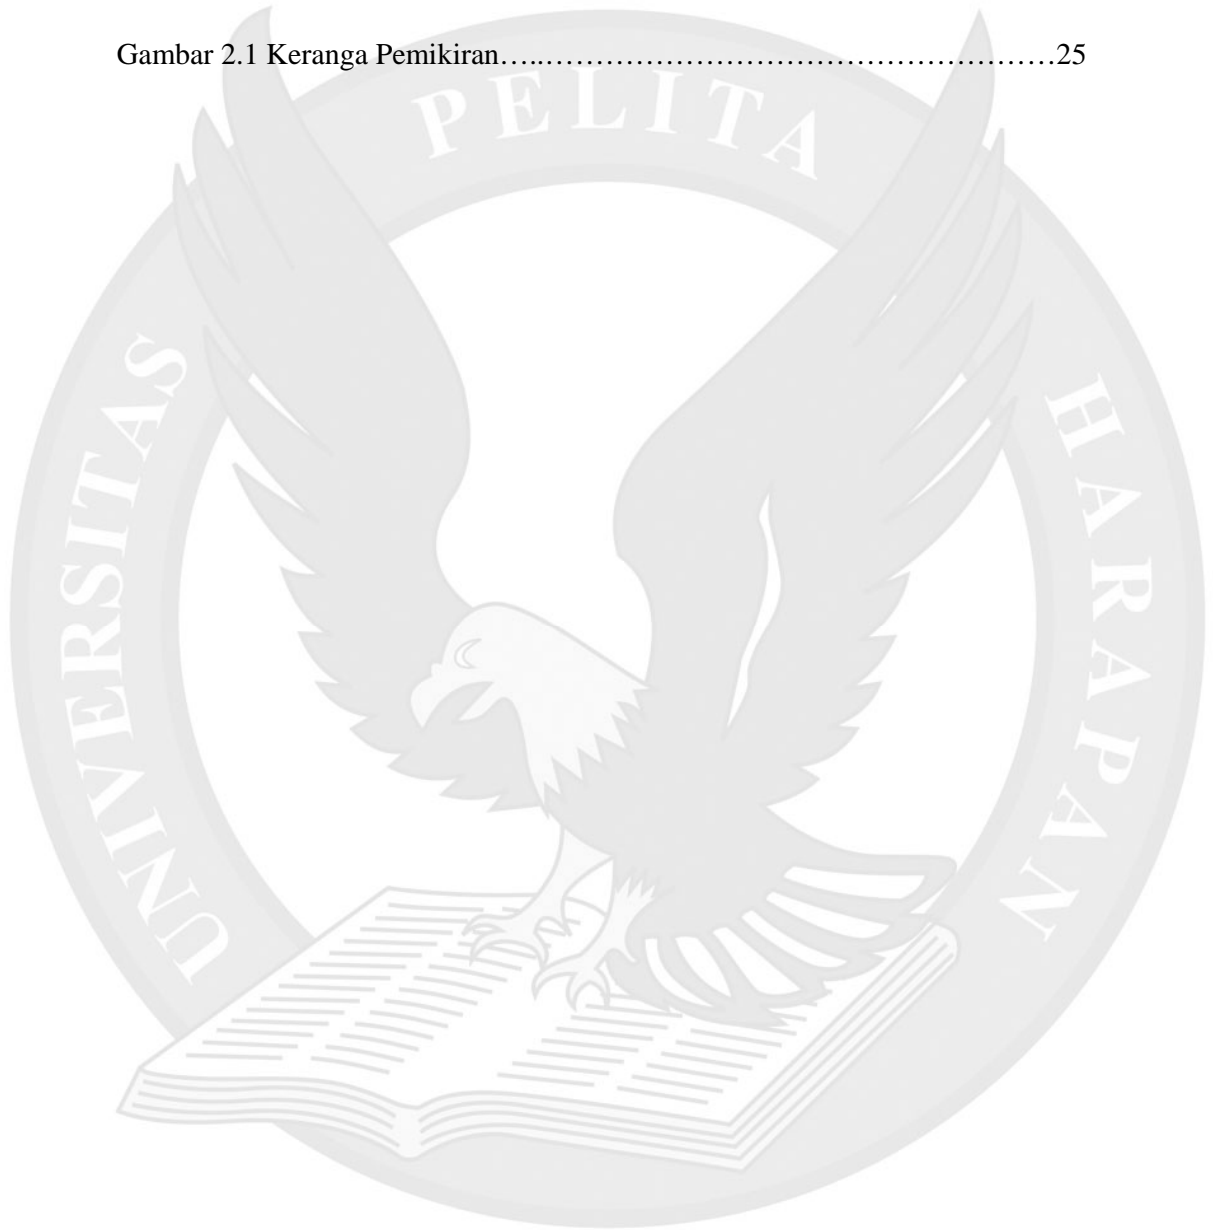 Gambar 2.1 Keranga Pemikiran…..……………………………………………25
PELITA
UNIVERSITAS
HARAPAN